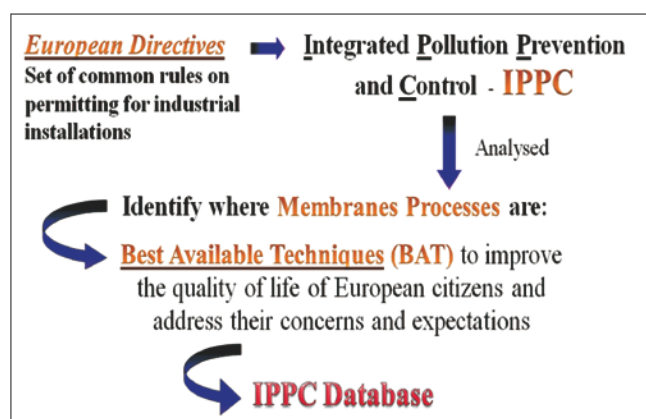 European Directives
Integrated Pollution Prevention
and Control - IPPC
Set of common rules on
permitting for industrial
installations
Analysed
Identify where Membranes Processes are:
Best Available Techniques (BAT) to improve
the quality of life of European citizens and
address their concerns and expectations
IPPC Database